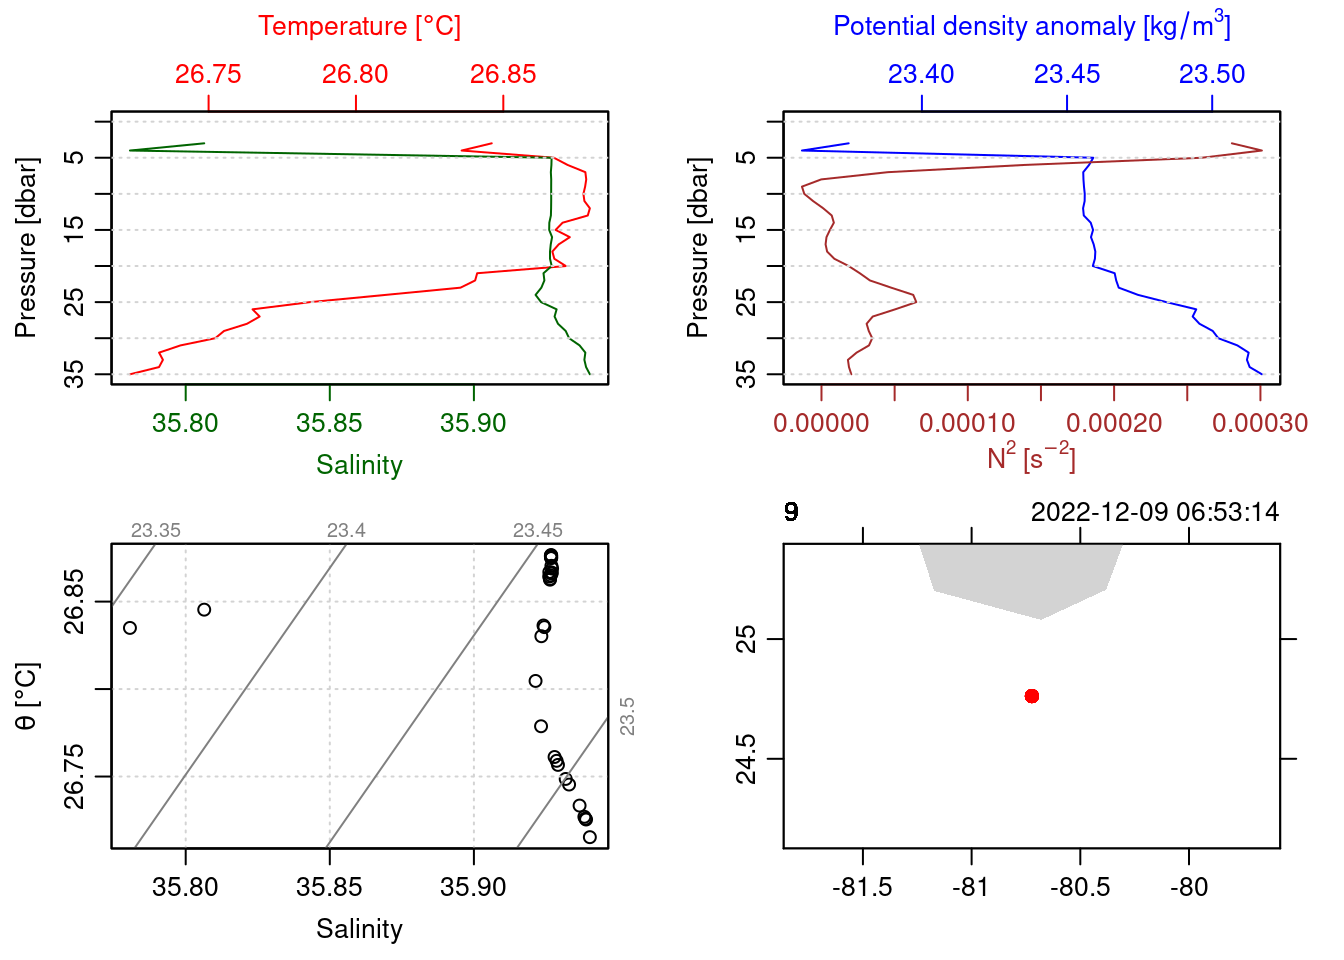 Temperature [°C]
26.75 26.80 26.85
Pressure [dbar]
5 15 25 35
35.80 35.85 35.90
Salinity
Potential density anomaly [kg/m³]
23.40 23.45 23.50
Pressure [dbar]
5 15 25 35
0.00000 0.00010 0.00020 0.00030
N² [s⁻²]
23.35 23.4 23.45
23.5
θ [°C]
26.85 26.75
35.80 35.85 35.90
Salinity
2022-12-09 06:53:14
25 24.5
-81.5 -81 -80.5 -80